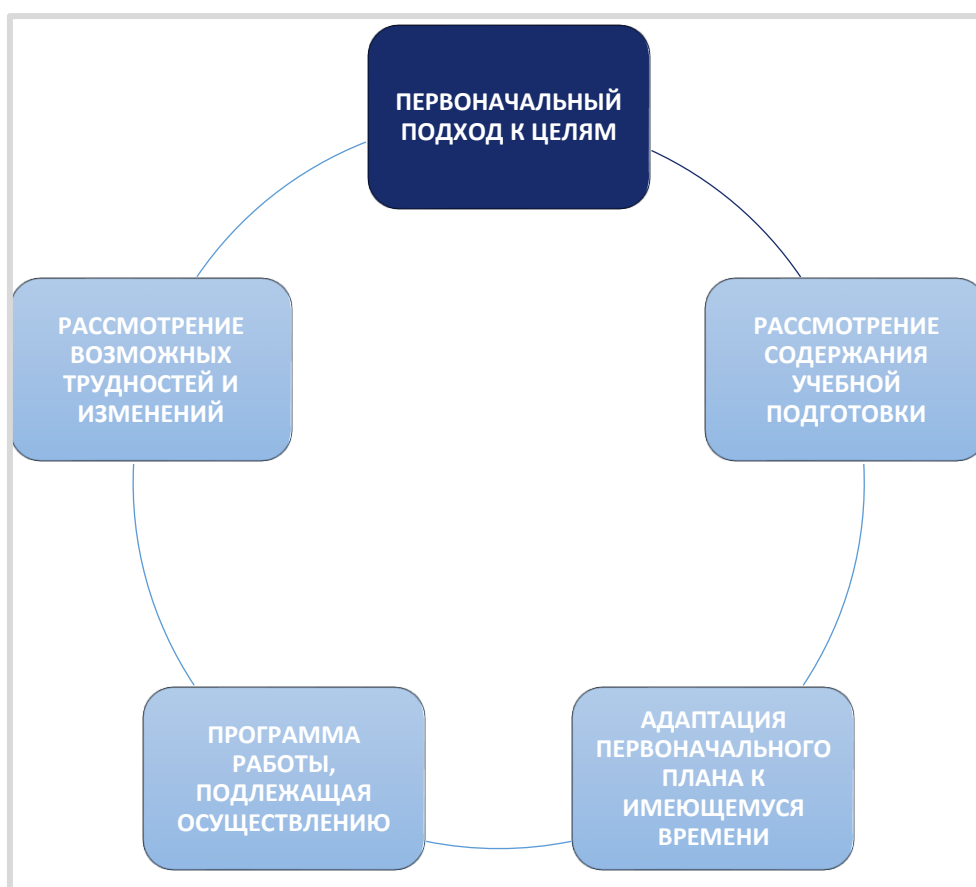 ПЕРВОНАЧАЛЬНЫЙ
ПОДХОД К ЦЕЛЯМ
РАССМОТРЕНИЕ
СОДЕРЖАНИЯ
УЧЕБНОЙ
ПОДГОТОВКИ
АДАПТАЦИЯ
ПЕРВОНАЧАЛЬНОГО
ПЛАНА К
ИМЕЮЩЕМУСЯ
ВРЕМЕНИ
ПРОГРАММА
РАБОТЫ,
ПОДЛЕЖАЩАЯ
ОСУЩЕСТВЛЕНИЮ
РАССМОТРЕНИЕ
ВОЗМОЖНЫХ
ТРУДНОСТЕЙ И
ИЗМЕНЕНИЙ